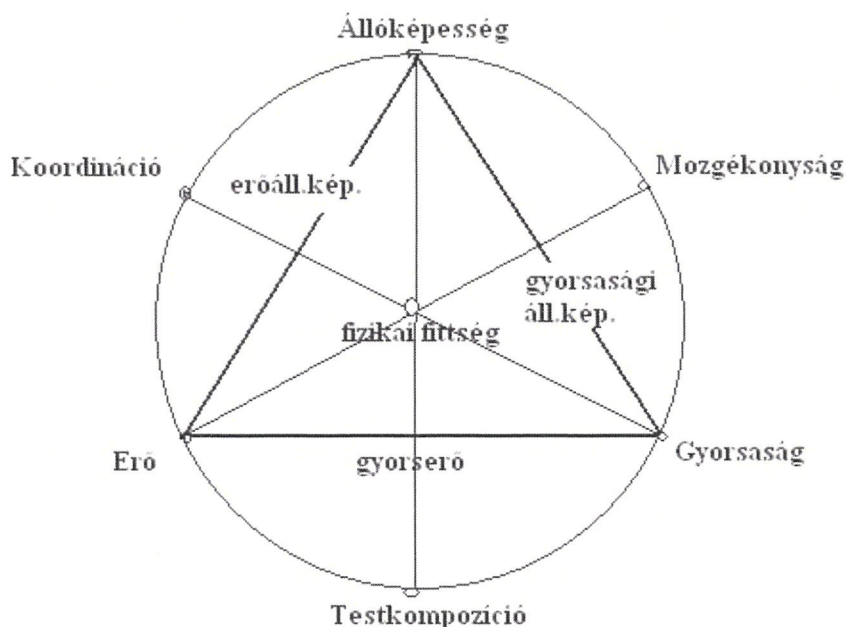 Állóképesség
Koordináció
Mozgékonyság
erőáll.kép.
gyorsasági
áll.kép.
fizikai fittség
Erő
gyorserő
Gyorsaság
Testkompozíció